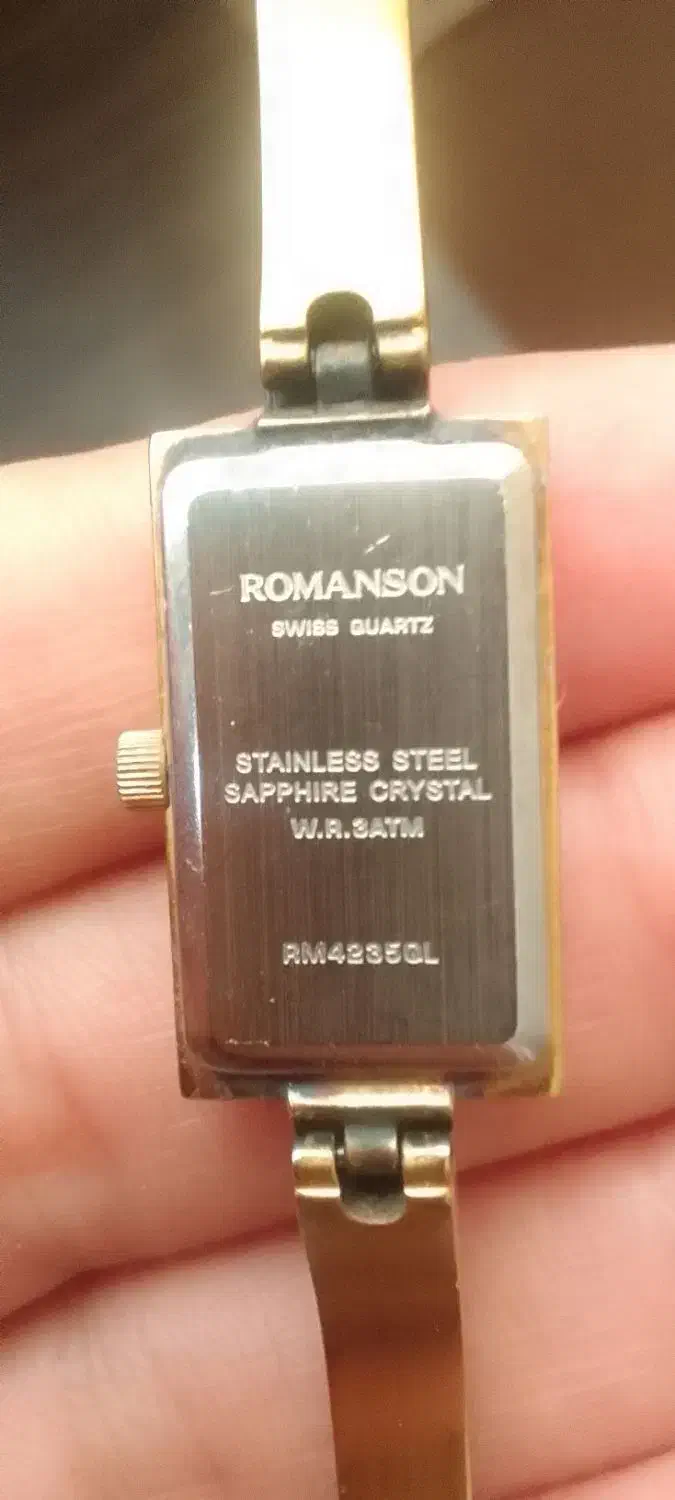 ROMANSON
SWISS QUARTZ
STAINLESS STEEL
SAPPHIRE CRYSTAL
W.R.3ATM
RM4235QL